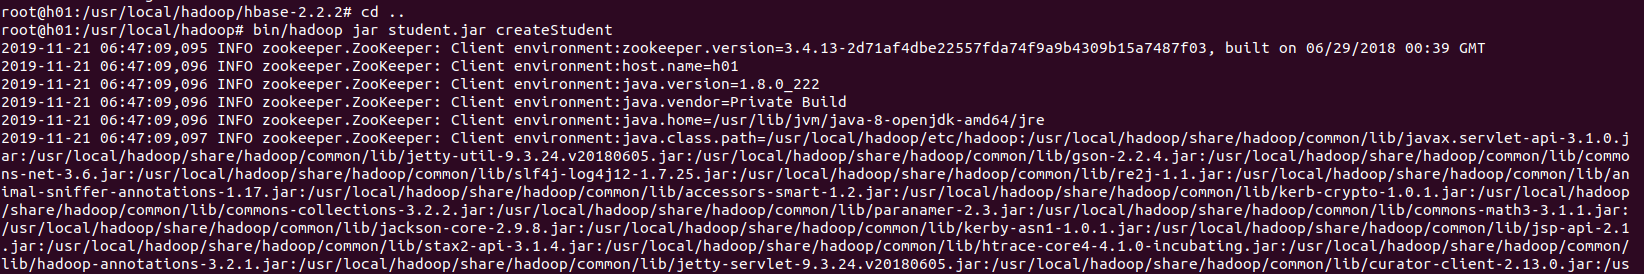 root@h01:/usr/local/hadoop/hbase-2.2.2# cd ..
root@h01:/usr/local/hadoop# bin/hadoop jar student.jar createStudent
2019-11-21 06:47:09,095 INFO zookeeper.ZooKeeper: Client environment:zookeeper.version=3.4.13-2d71af4dbe22557fda74f9a9b4309b15a7487f03, built on 06/29/2018 00:39 GMT
2019-11-21 06:47:09,096 INFO zookeeper.ZooKeeper: Client environment:host.name=h01
2019-11-21 06:47:09,096 INFO zookeeper.ZooKeeper: Client environment:java.version=1.8.0_222
2019-11-21 06:47:09,096 INFO zookeeper.ZooKeeper: Client environment:java.vendor=Private Build
2019-11-21 06:47:09,096 INFO zookeeper.ZooKeeper: Client environment:java.home=/usr/lib/jvm/java-8-openjdk-amd64/jre
2019-11-21 06:47:09,097 INFO zookeeper.ZooKeeper: Client environment:java.class.path=/usr/local/hadoop/etc/hadoop:/usr/local/hadoop/share/hadoop/common/lib/javax.servlet-api-3.1.0.j
ar:/usr/local/hadoop/share/hadoop/common/lib/jetty-util-9.3.24.v20180605.jar:/usr/local/hadoop/share/hadoop/common/lib/gson-2.2.4.jar:/usr/local/hadoop/share/hadoop/common/lib/commo
ns-net-3.6.jar:/usr/local/hadoop/share/hadoop/common/lib/slf4j-log4j12-1.7.25.jar:/usr/local/hadoop/share/hadoop/common/lib/re2j-1.1.jar:/usr/local/hadoop/share/hadoop/common/lib/an
imal-sniffer-annotations-1.17.jar:/usr/local/hadoop/share/hadoop/common/lib/accessors-smart-1.2.jar:/usr/local/hadoop/share/hadoop/common/lib/kerb-crypto-1.0.1.jar:/usr/local/hadoop
/share/hadoop/common/lib/commons-collections-3.2.2.jar:/usr/local/hadoop/share/hadoop/common/lib/paranamer-2.3.jar:/usr/local/hadoop/share/hadoop/common/lib/commons-math3-3.1.1.jar:
/usr/local/hadoop/share/hadoop/common/lib/jackson-core-2.9.8.jar:/usr/local/hadoop/share/hadoop/common/lib/kerby-asn1-1.0.1.jar:/usr/local/hadoop/share/hadoop/common/lib/jsp-api-2.1
.jar:/usr/local/hadoop/share/hadoop/common/lib/stax2-api-3.1.4.jar:/usr/local/hadoop/share/hadoop/common/lib/htrace-core4-4.1.0-incubating.jar:/usr/local/hadoop/share/hadoop/common/
lib/hadoop-annotations-3.2.1.jar:/usr/local/hadoop/share/hadoop/common/lib/jetty-servlet-9.3.24.v20180605.jar:/usr/local/hadoop/share/hadoop/common/lib/curator-client-2.13.0.jar:/us